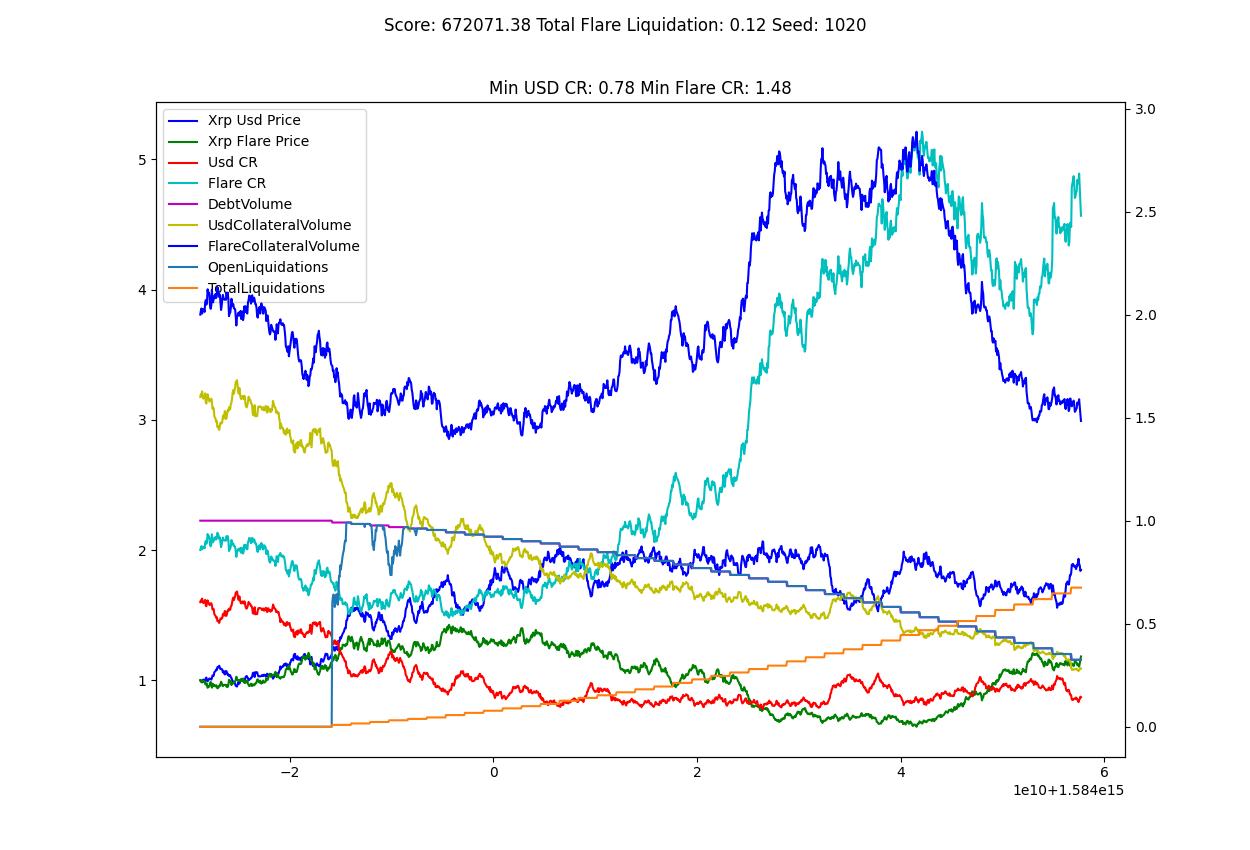 Score: 672071.38 Total Flare Liquidation: 0.12 Seed: 1020
Min USD CR: 0.78 Min Flare CR: 1.48
Xrp Usd Price
Xrp Flare Price
Usd CR
Flare CR
DebtVolume
UsdCollateralVolume
FlareCollateralVolume
OpenLiquidations
TotalLiquidations
5
4
3
2
1
3.0
2.5
2.0
1.5
1.0
0.5
0.0
−2
0
2
4
6
1e10+1.584e15